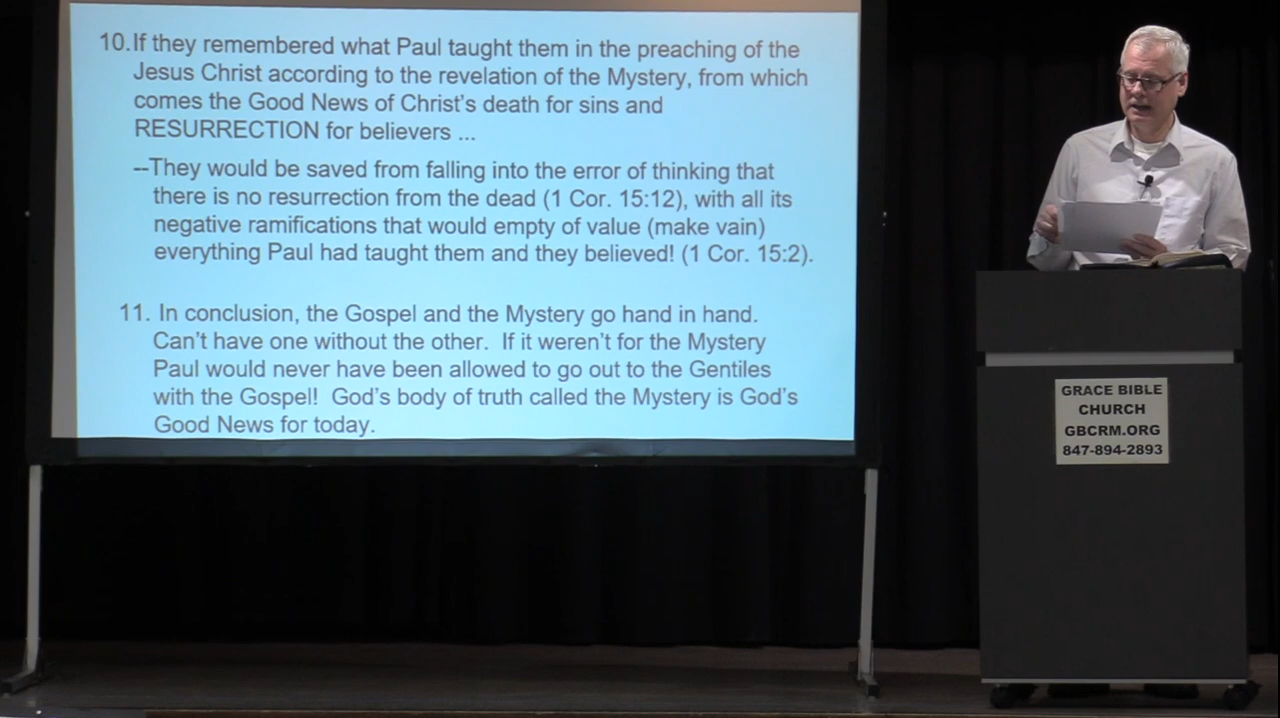 10.If they remembered what Paul taught them in the preaching of the
Jesus Christ according to the revelation of the Mystery, from which
comes the Good News of Christ's death for sins and
RESURRECTION for believers ...
--They would be saved from falling into the error of thinking that
there is no resurrection from the dead (1 Cor. 15:12), with all its
negative ramifications that would empty of value (make vain)
everything Paul had taught them and they believed! (1 Cor. 15:2).
11. In conclusion, the Gospel and the Mystery go hand in hand.
Can't have one without the other. If it weren't for the Mystery
Paul would never have been allowed to go out to the Gentiles
with the Gospel! God's body of truth called the Mystery is God's
Good News for today.
GRACE BIBLE
CHURCH
GBCRM.ORG
847-894-2893